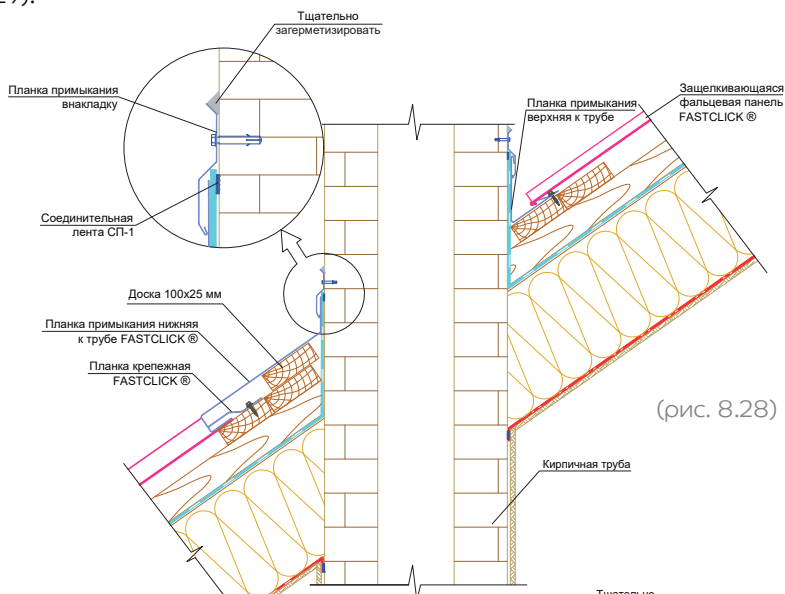 Тщательно
загерметизировать
Планка примыкания
внакладку
Планка примыкания
верхняя к трубе
Защелкивающаяся
фальцевая панель
FASTCLICK ®
Соединительная
лента СП-1
Доска 100х25 мм
Планка примыкания нижняя
к трубе FASTCLICK ®
Планка крепежная
FASTCLICK ®
(рис. 8.28)
Кирпичная труба
Тщательно